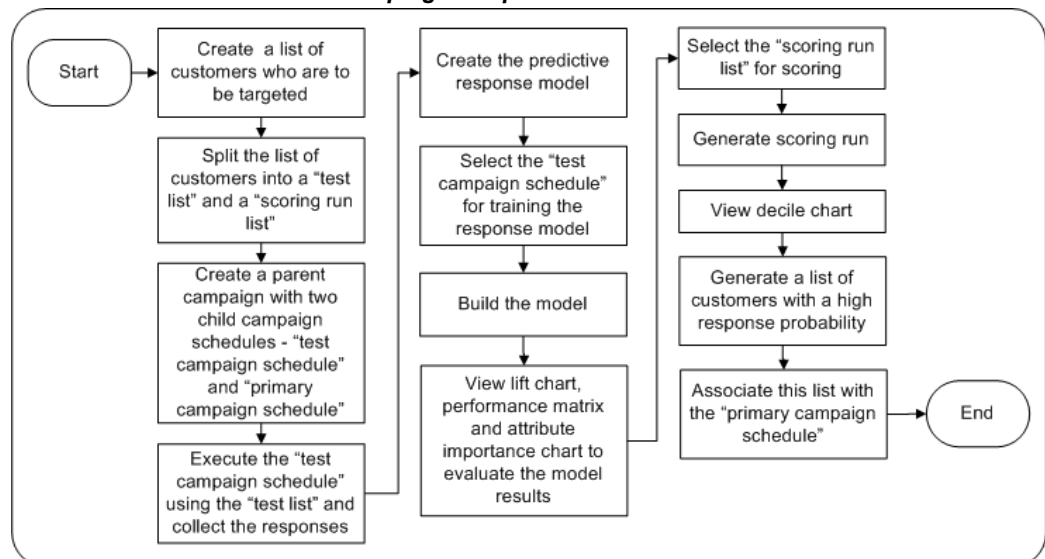 Start
Create a list of
customers who are to
be targeted
Split the list of
customers into a “test
list” and a “scoring run
list”
Create a parent
campaign with two
child campaign
schedules - “test
campaign schedule”
and “primary
campaign schedule”
Execute the “test
campaign schedule”
using the “test list” and
collect the responses
Create the predictive
response model
Select the “test
campaign schedule”
for training the
response model
Build the model
View lift chart,
performance matrix
and attribute
importance chart to
evaluate the model
results
Select the “scoring run
list” for scoring
Generate scoring run
View decile chart
Generate a list of
customers with a high
response probability
Associate this list with
the “primary campaign
schedule”
End